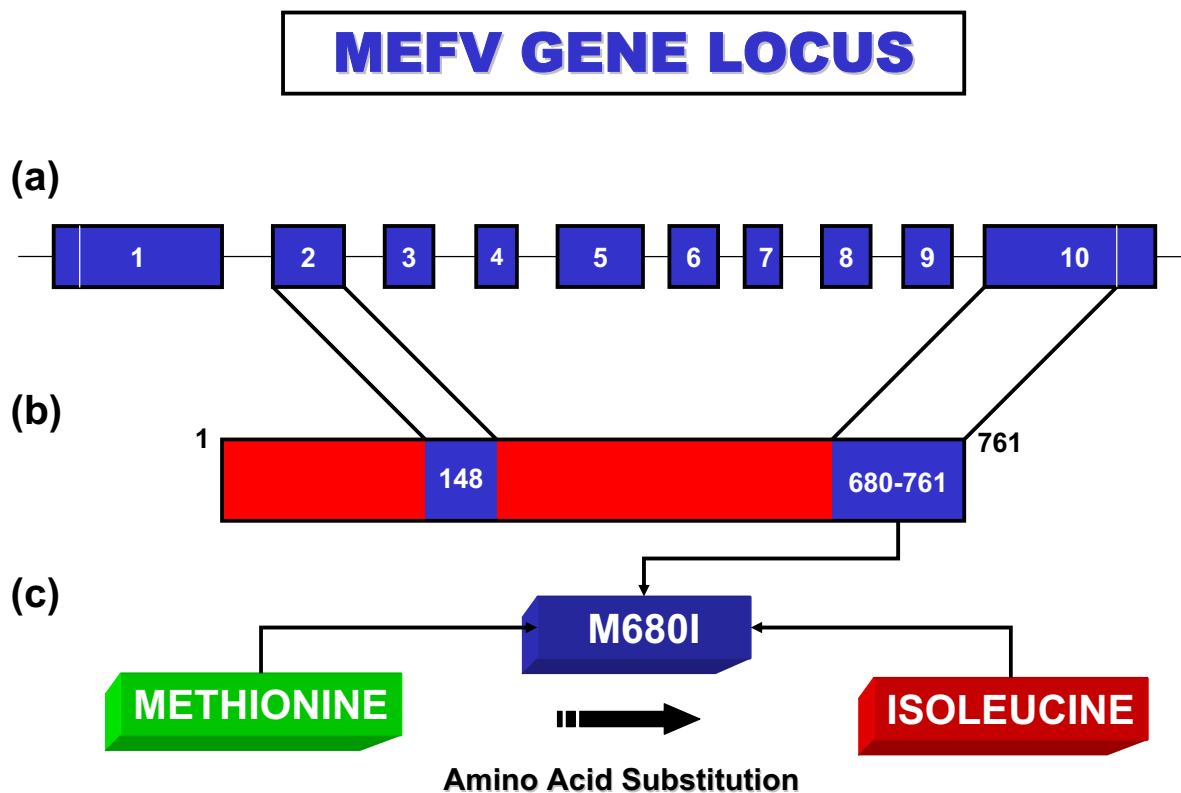 MEFV GENE LOCUS
(a)
1 2 3 4 5 6 7 8 9 10
(b)
1 148 680-761 761
(c)
M680I
METHIONINE ISOLEUCINE
Amino Acid Substitution